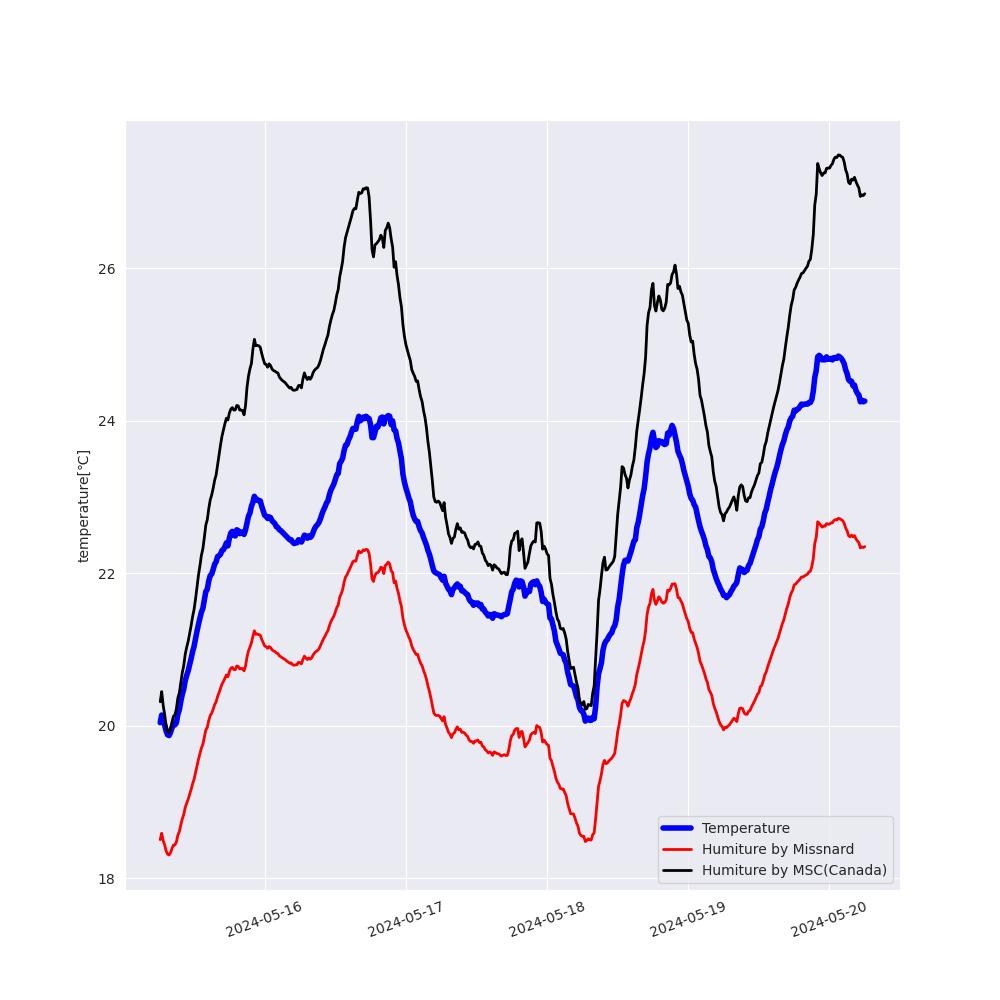 temperature[℃]
26
24
22
20
18
2024-05-16
2024-05-17
2024-05-18
2024-05-19
2024-05-20
Temperature
Humiture by Missnard
Humiture by MSC(Canada)